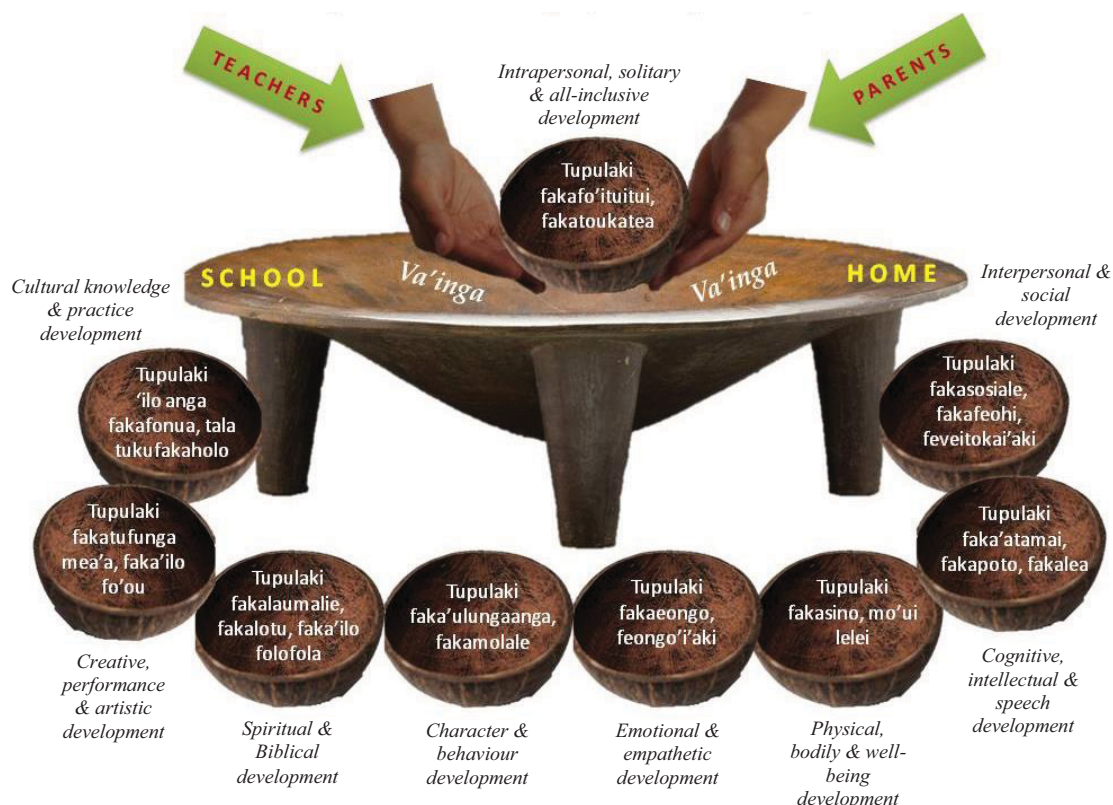 TEACHERS
PARENTS
Intrapersonal, solitary
& all-inclusive
development
Tupulaki
fakafo'ituitui,
fakatoukatea
SCHOOL
Va'inga
Va'inga
HOME
Cultural knowledge
& practice
development
Interpersonal &
social
development
Tupulaki
'ilo anga
fakafonua, tala
tukufakaholo
Tupulaki
fakasosiale,
fakafeohi,
feveitokai'aki
Tupulaki
fakatufunga
mea'a, faka'ilo
fo'ou
Tupulaki
fakalaumalie,
fakalotu, faka'ilo
folofola
Tupulaki
faka'ulungaanga,
fakamolale
Tupulaki
fakaeongo,
feongo'i'aki
Tupulaki
fakasino, mo'ui
lelei
Tupulaki
faka'atamai,
fakapoto, fakalea
Creative,
performance
& artistic
development
Spiritual &
Biblical
development
Character &
behaviour
development
Emotional &
empathetic
development
Physical,
bodily & well-
being
development
Cognitive,
intellectual &
speech
development